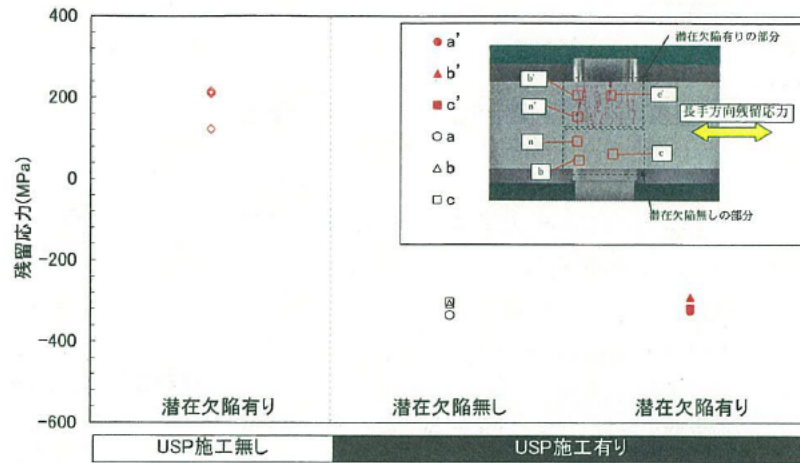 400
200
0
-200
-400
-600
残留応力(MPa)
a'
b'
c'
a
b
c
潜在欠陥有りの部分
b'
c'
a'
長手方向残留応力
a
c
b
潜在欠陥無しの部分
潜在欠陥有り
潜在欠陥無し
潜在欠陥有り
USP施工無し
USP施工有り